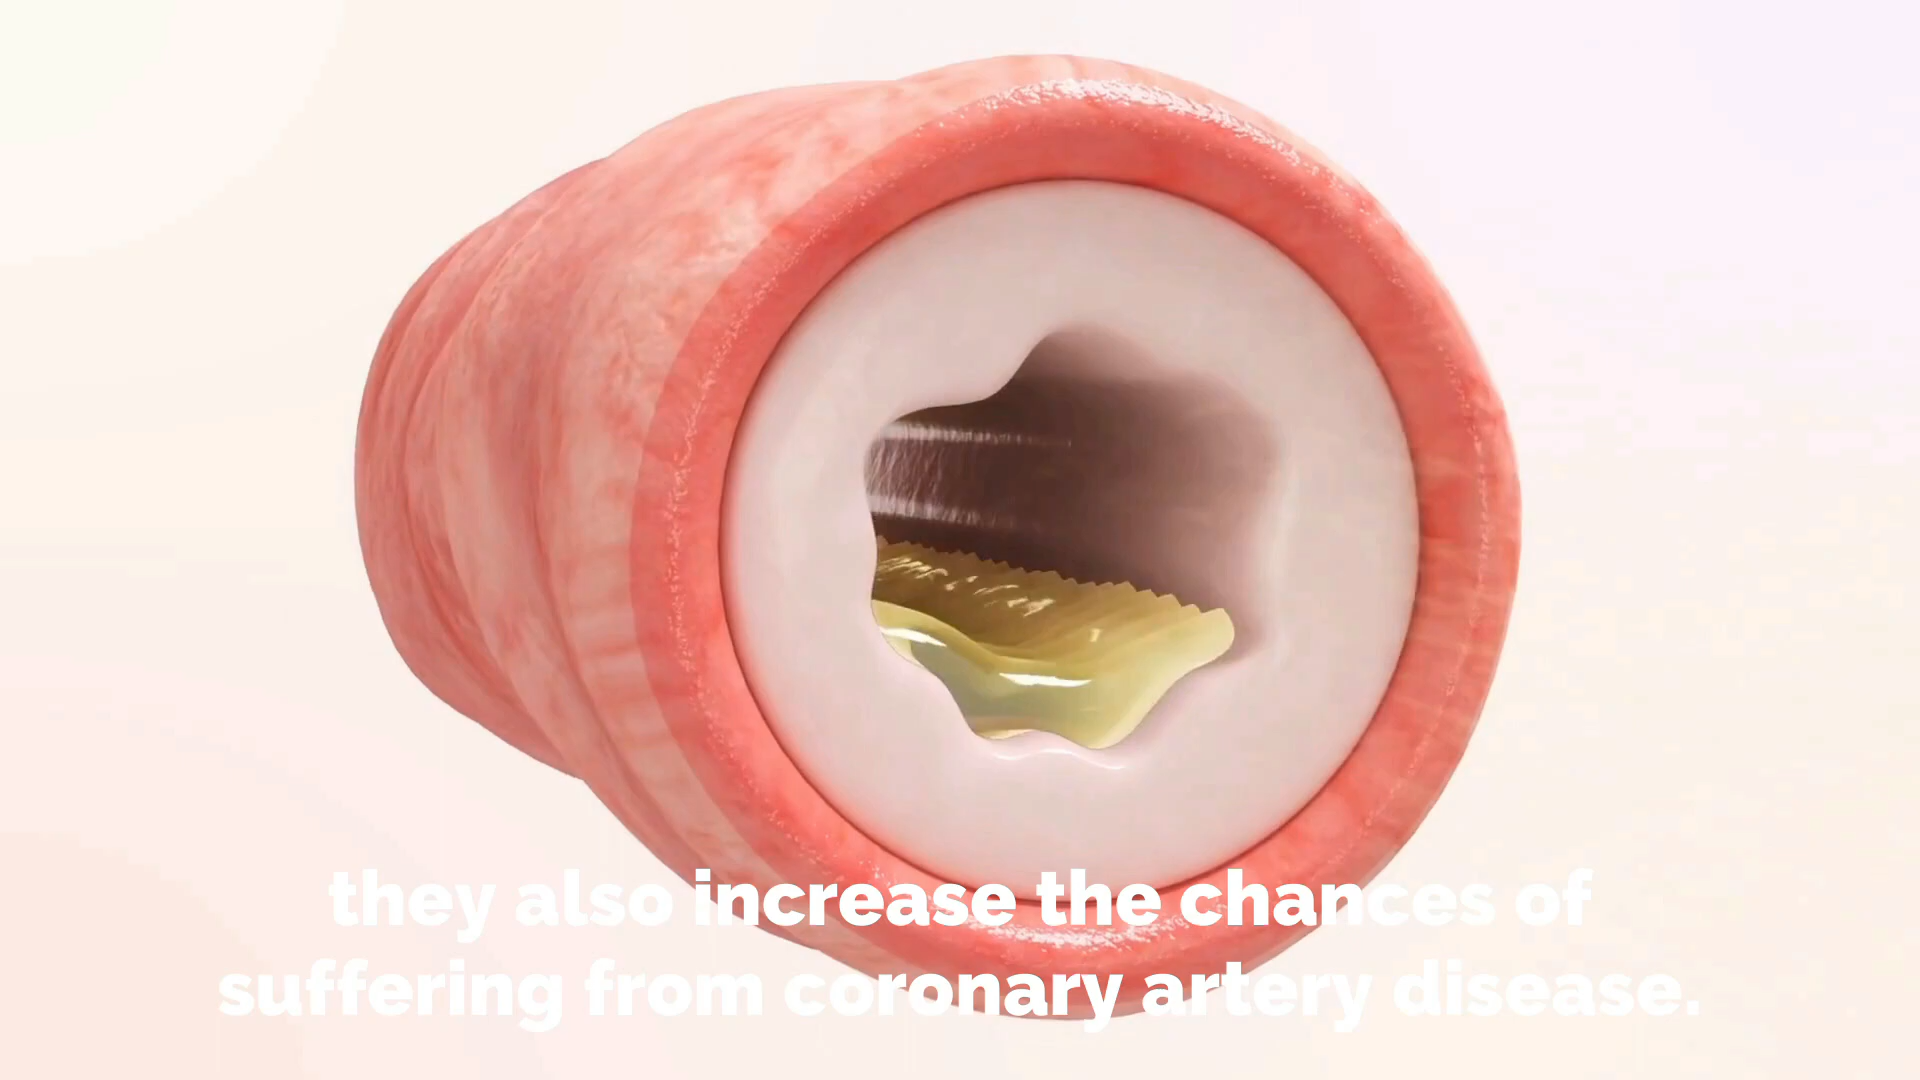 they also increase the chances of
suffering from coronary artery disease.